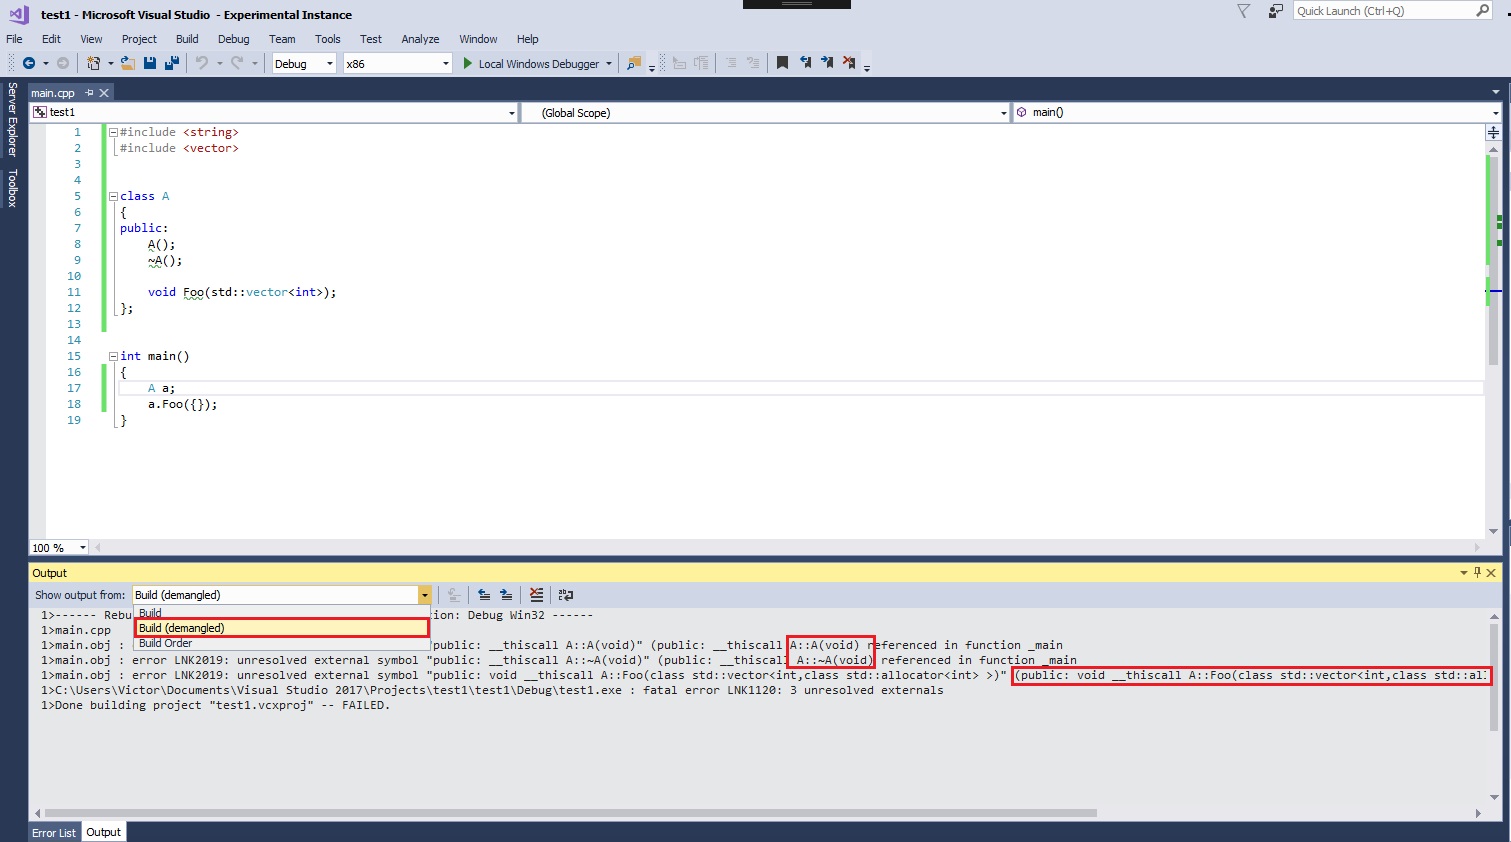 test1 - Microsoft Visual Studio - Experimental Instance
Quick Launch (Ctrl+Q)
File Edit View Project Build Debug Team Tools Test Analyze Window Help
Debug x86 Local Windows Debugger
Server Explorer
Toolbox
main.cpp
test1 (Global Scope) main()
1 #include <string>
2 #include <vector>
3
4
5 class A
6 {
7 public:
8 A();
9 ~A();
10
11 void Foo(std::vector<int>);
12 };
13
14
15 int main()
16 {
17 A a;
18 a.Foo({});
19 }
100 %
Output
Show output from: Build (demangled)
Build
Build (demangled)
Build Order
1>------ Rebu ion: Debug Win32 ------
1>main.cpp
1>main.obj : "public: __thiscall A::A(void)" (public: __thiscall A::A(void) referenced in function _main
1>main.obj : error LNK2019: unresolved external symbol "public: __thiscall A::~A(void)" (public: __thiscall A::~A(void) referenced in function _main
1>main.obj : error LNK2019: unresolved external symbol "public: void __thiscall A::Foo(class std::vector<int,class std::allocator<int> >)" (public: void __thiscall A::Foo(class std::vector<int,class std::al
1>C:\Users\Victor\Documents\Visual Studio 2017\Projects\test1\test1\Debug\test1.exe : fatal error LNK1120: 3 unresolved externals
1>Done building project "test1.vcxproj" -- FAILED.
Error List Output